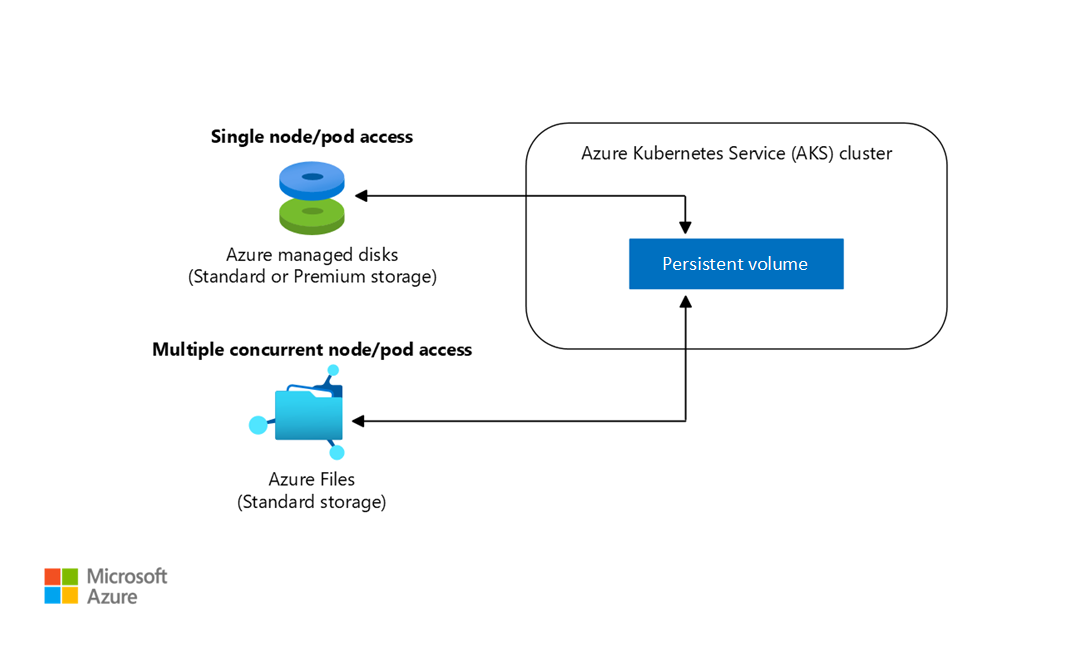 Single node/pod access
Azure Kubernetes Service (AKS) cluster
Azure managed disks
(Standard or Premium storage)
Persistent volume
Multiple concurrent node/pod access
Azure Files
(Standard storage)
Microsoft
Azure